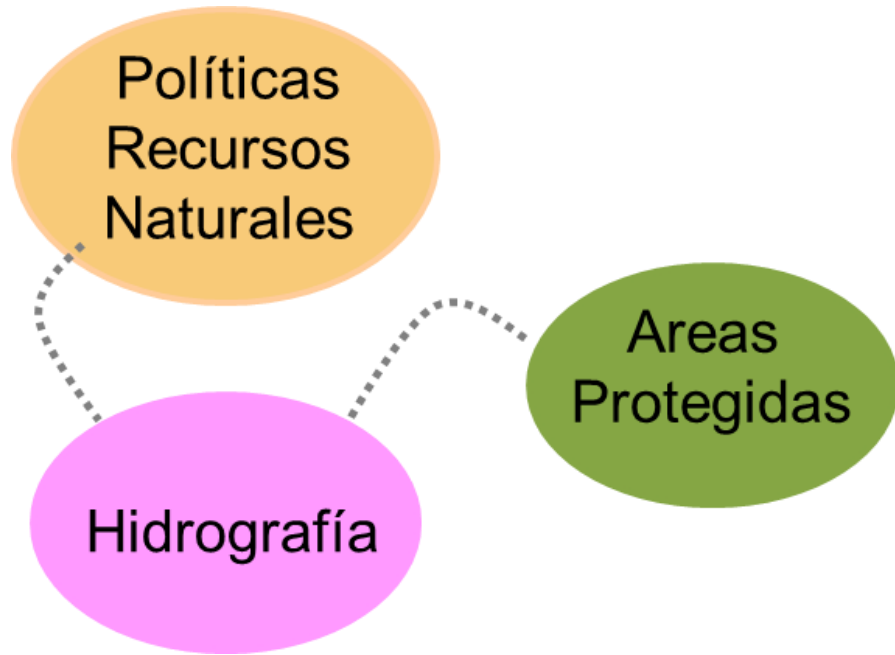 Políticas
Recursos
Naturales
Areas
Protegidas
Hidrografía